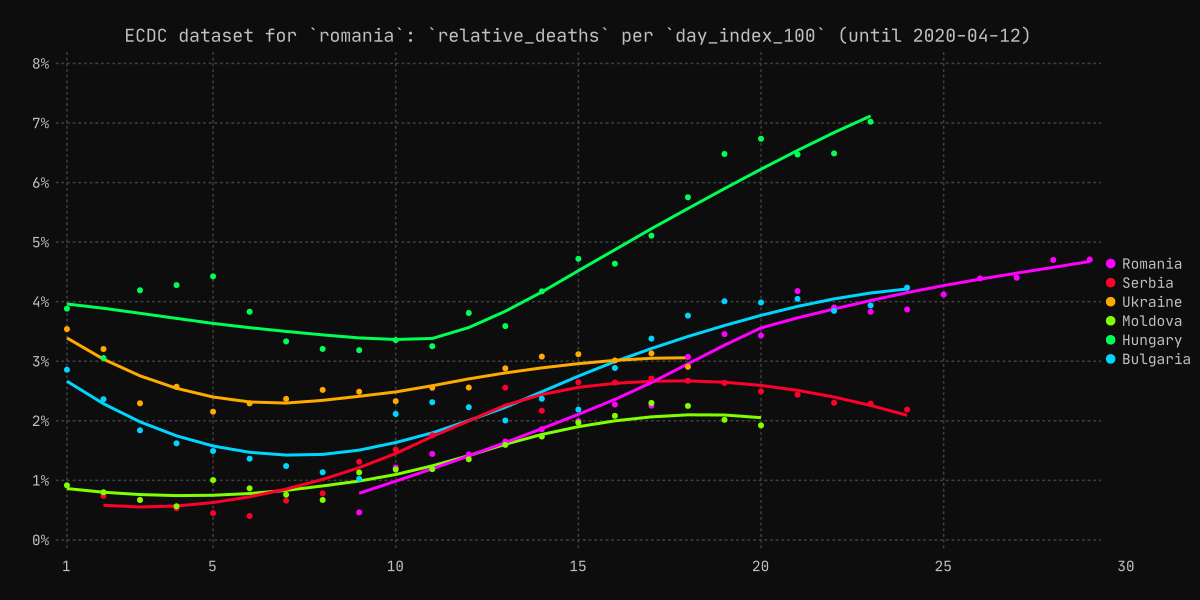 ECDC dataset for `romania`: `relative_deaths` per `day_index_100` (until 2020-04-12)
8%
7%
6%
5%
4%
3%
2%
1%
0%
1 5 10 15 20 25 30
Romania
Serbia
Ukraine
Moldova
Hungary
Bulgaria